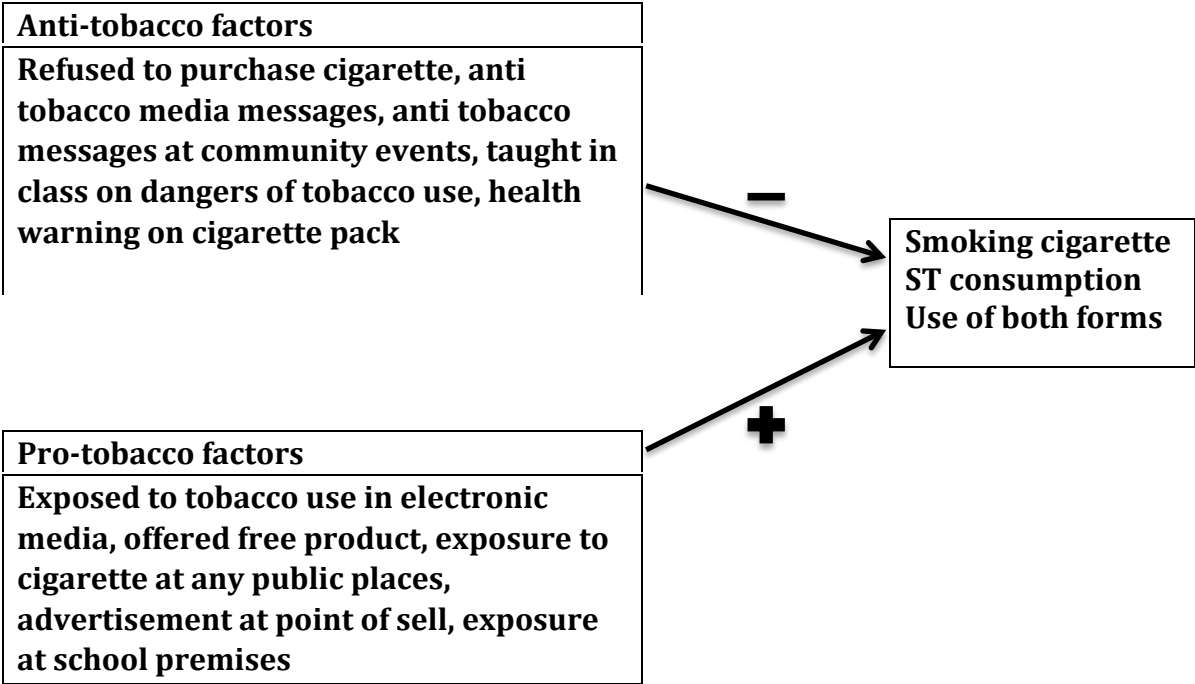 Anti-tobacco factors
Refused to purchase cigarette, anti
tobacco media messages, anti tobacco
messages at community events, taught in
class on dangers of tobacco use, health
warning on cigarette pack
–
Smoking cigarette
ST consumption
Use of both forms
+
Pro-tobacco factors
Exposed to tobacco use in electronic
media, offered free product, exposure to
cigarette at any public places,
advertisement at point of sell, exposure
at school premises